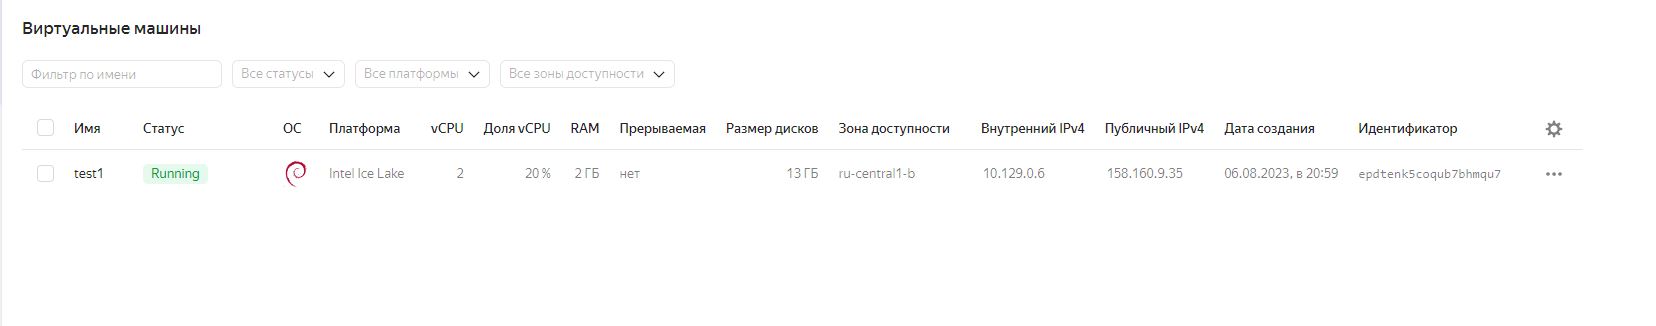 Виртуальные машины
Фильтр по имени Все статусы Все платформы Все зоны доступности
Имя Статус ОС Платформа vCPU Доля vCPU RAM Прерываемая Размер дисков Зона доступности Внутренний IPv4 Публичный IPv4 Дата создания Идентификатор
test1 Running Intel Ice Lake 2 20 % 2 ГБ нет 13 ГБ ru-central1-b 10.129.0.6 158.160.9.35 06.08.2023, в 20:59 epdtenk5coqub7bhmqu7